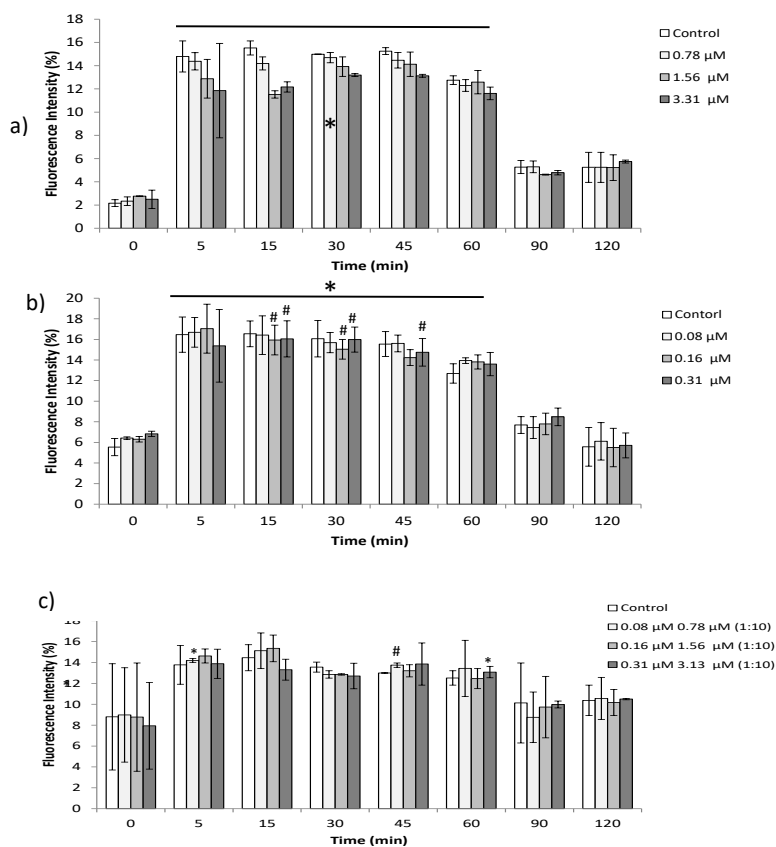 a)
Fluorescence Intensity (%)
18
16
14
12
10
8
6
4
2
0
*
0 5 15 30 45 60 90 120
Time (min)
Control
0.78 µM
1.56 µM
3.31 µM
b)
Fluorescence Intensity (%)
20
18
16
14
12
10
8
6
4
2
0
*
# # # # #
0 5 15 30 45 60 90 120
Time (min)
Contorl
0.08 µM
0.16 µM
0.31 µM
c)
Fluorescence Intensity (%)
18
16
14
12
10
8
6
4
2
0
* # *
0 5 15 30 45 60 90 120
Time (min)
Control
0.08 µM 0.78 µM (1:10)
0.16 µM 1.56 µM (1:10)
0.31 µM 3.13 µM (1:10)